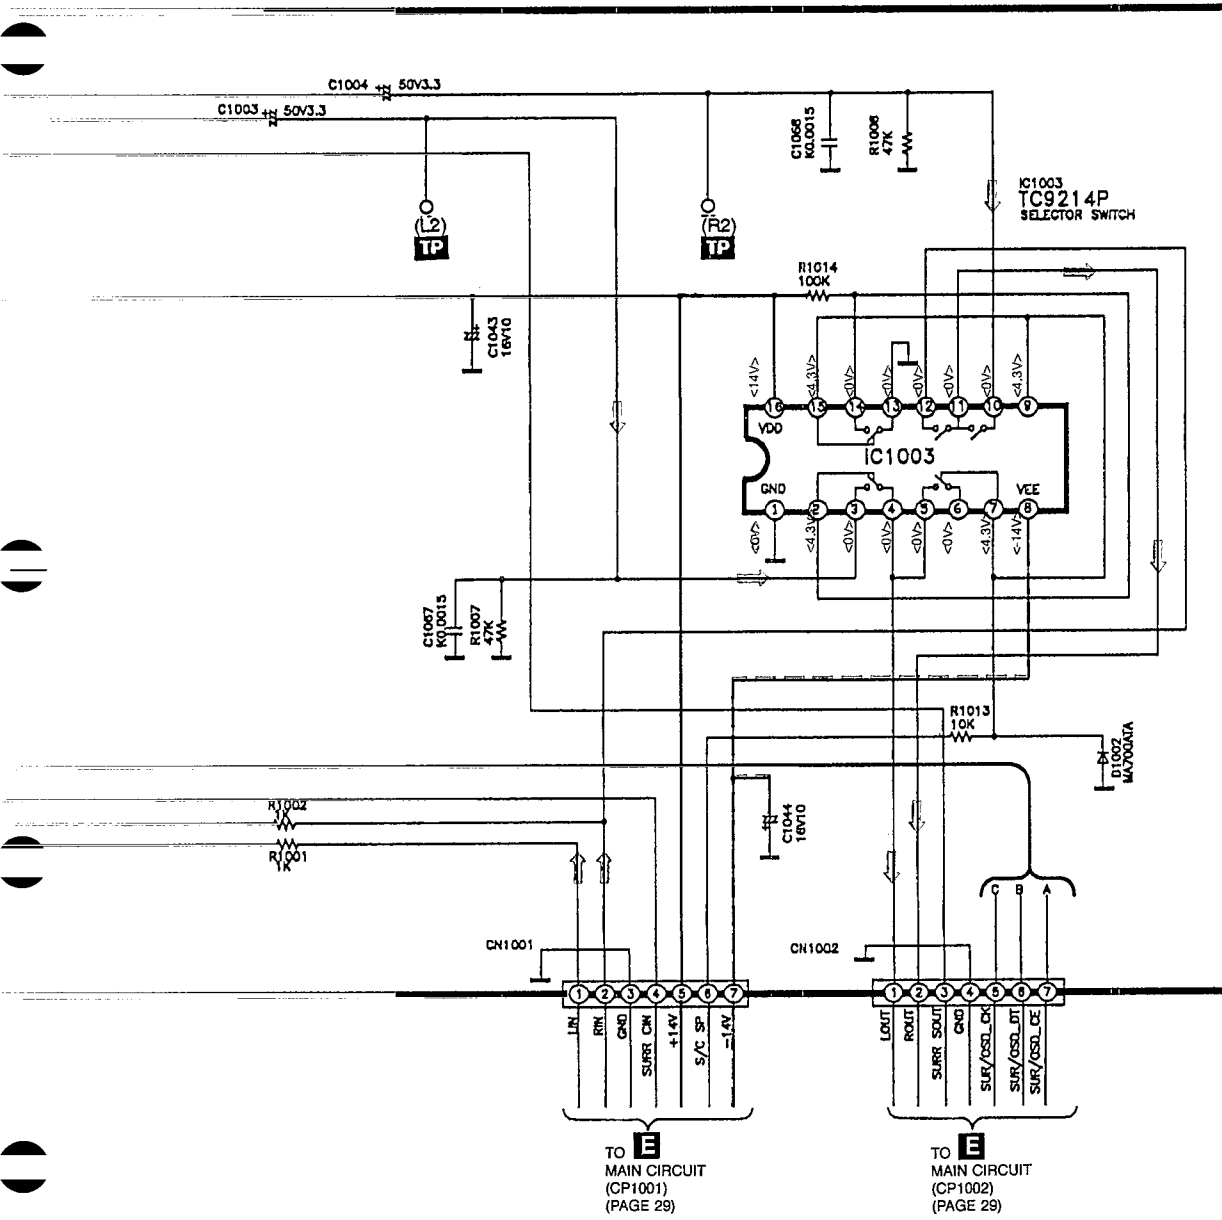 C1004 + 50V3.3
C1003 + 50V3.3
C1068
K0.0015
R1008
47K
IC1003
TC9214P
SELECTOR SWITCH
(L2)
TP
(R2)
TP
R1014
100K
C1043
16V10
<14V>
<4.3V>
<0V>
<0V>
<0V>
<0V>
<0V>
<4.3V>
16 15 14 13 12 11 10 9
VDD
IC1003
GND
VEE
1 2 3 4 5 6 7 8
<0V>
<4.3V>
<0V>
<0V>
<0V>
<4.3V>
<-14V>
C1067
K0.0015
R1007
47K
R1013
10K
D1002
MA700ATA
R1002
1K
R1001
1K
C1044
16V10
C B A
CN1001
CN1002
1 2 3 4 5 6 7
1 2 3 4 5 6 7
LIN
RIN
GND
SURR CIN
+14V
S/C SP
-14V
LOUT
ROUT
SURR SOUT
GND
SUR/OSD_CK
SUR/OSD_DT
SUR/OSD_CE
TO E
MAIN CIRCUIT
(CP1001)
(PAGE 29)
TO E
MAIN CIRCUIT
(CP1002)
(PAGE 29)